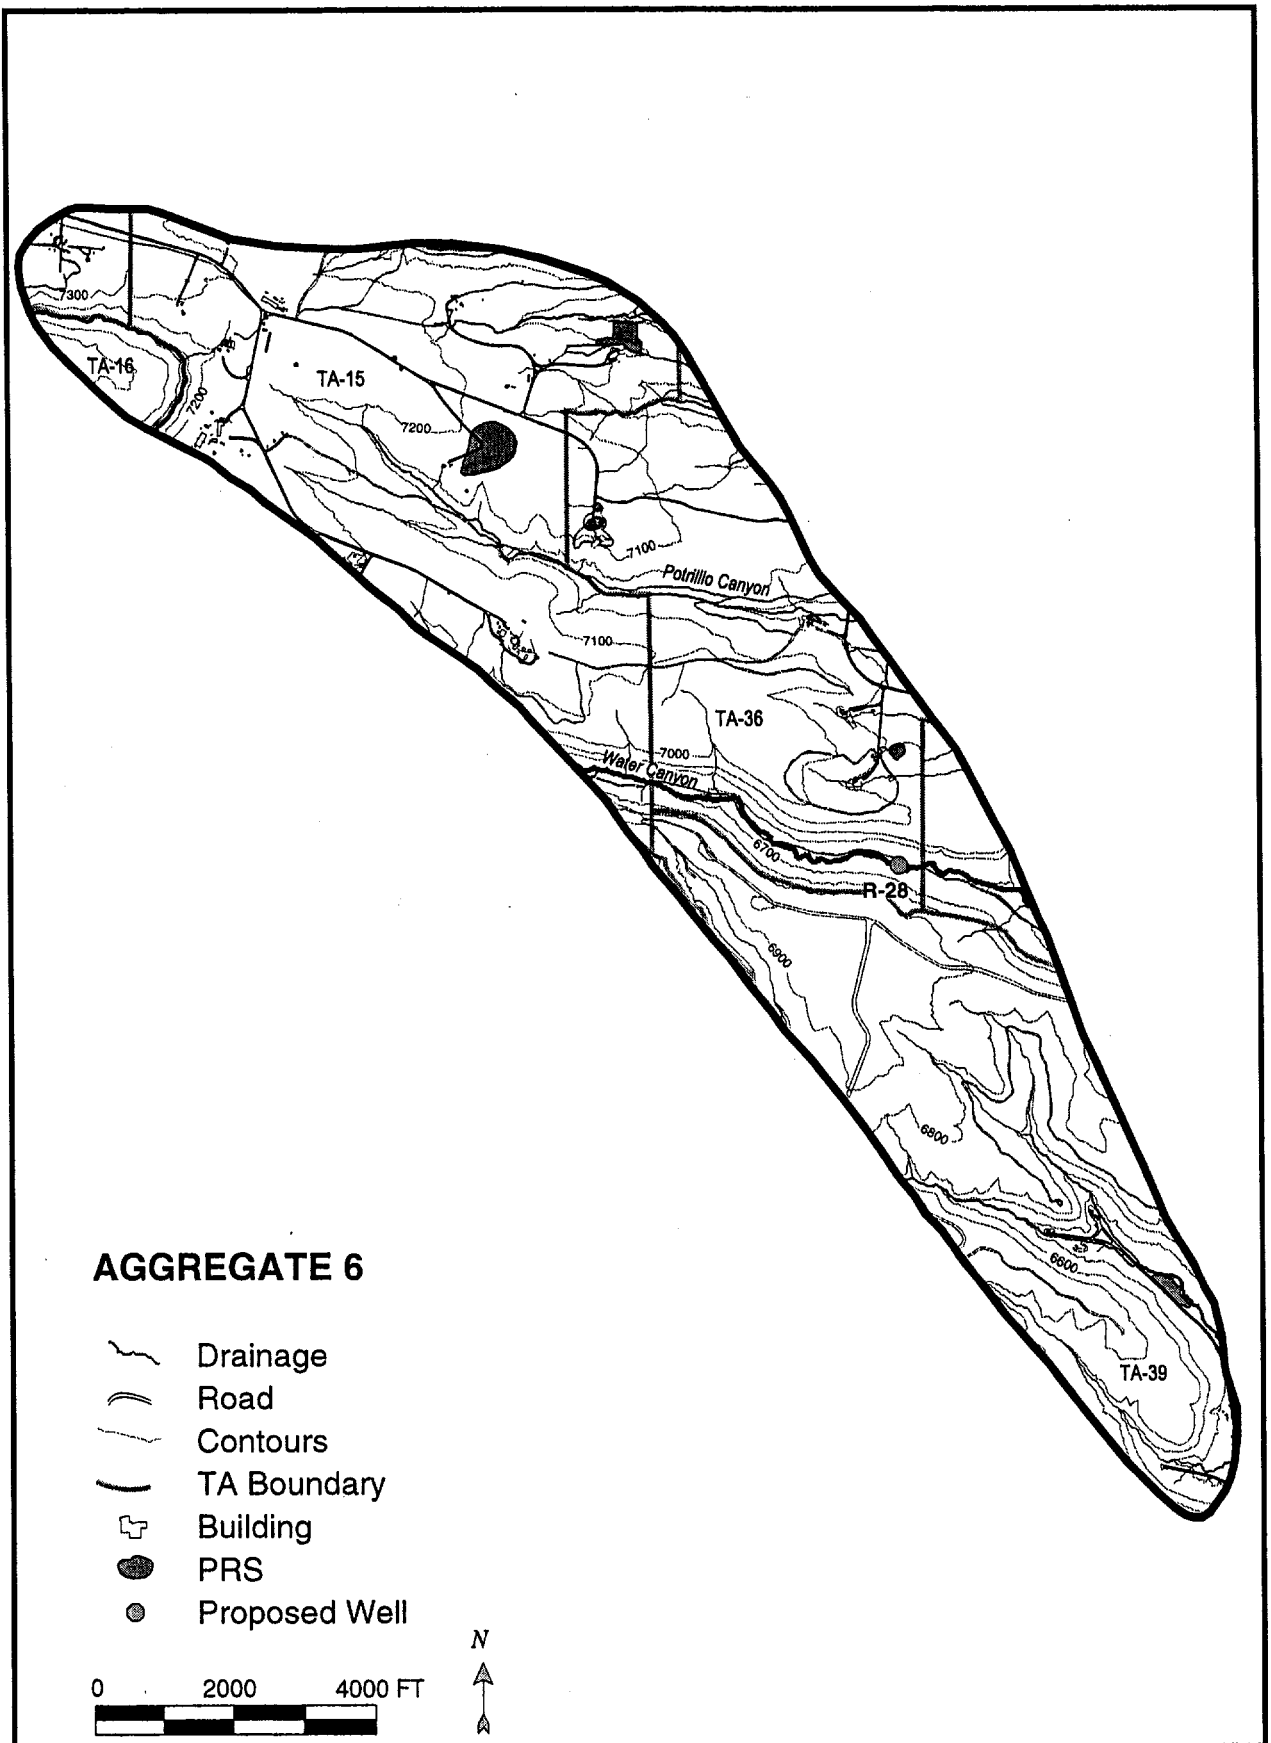 7300
TA-16
7200
TA-15
7200
7100
Potrillo Canyon
7100
TA-36
7000
Water Canyon
6700
R-28
6900
6800
6600
TA-39
AGGREGATE 6
Drainage
Road
Contours
TA Boundary
Building
PRS
Proposed Well
N
0 2000 4000 FT